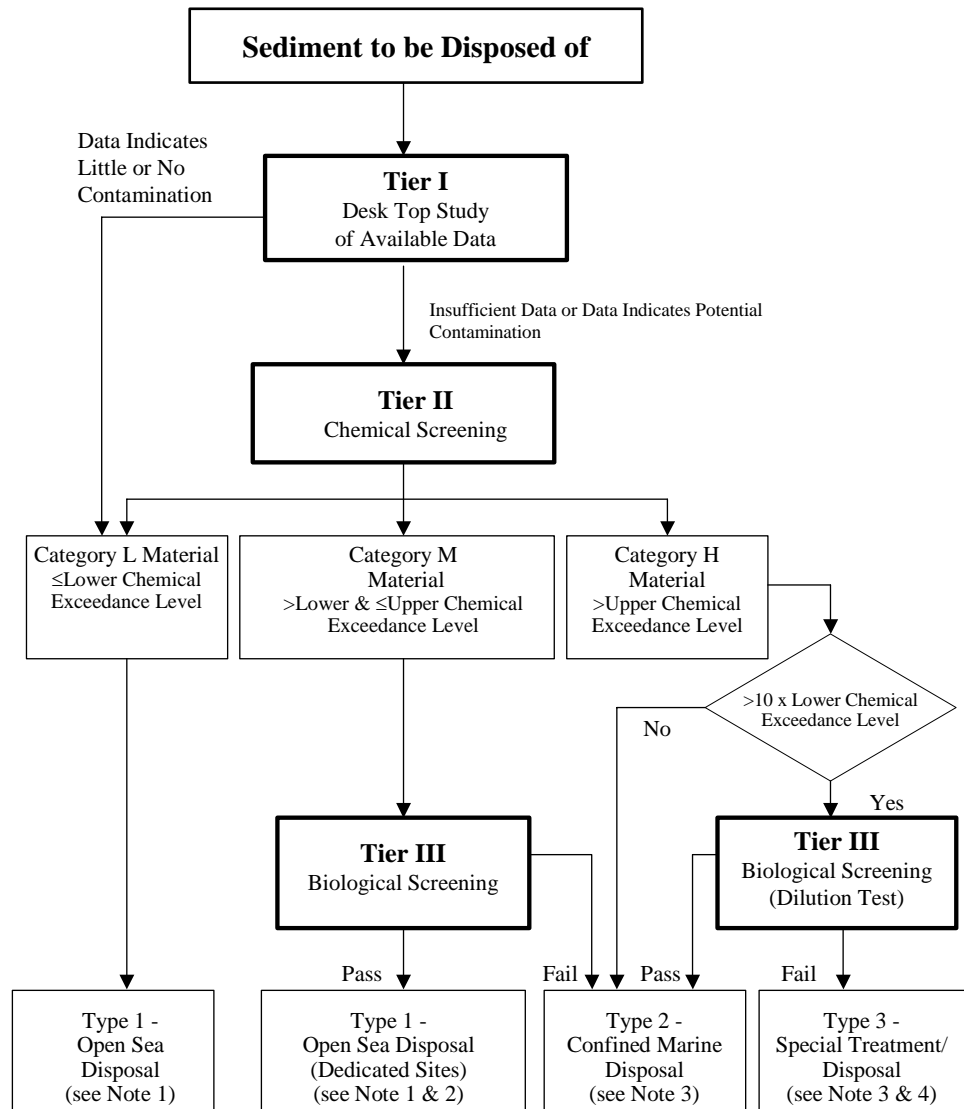 Sediment to be Disposed of
Data Indicates
Little or No
Contamination
Tier I
Desk Top Study
of Available Data
Insufficient Data or Data Indicates Potential
Contamination
Tier II
Chemical Screening
Category L Material
≤Lower Chemical
Exceedance Level
Category M
Material
>Lower & ≤Upper Chemical
Exceedance Level
Category H
Material
>Upper Chemical
Exceedance Level
>10 x Lower Chemical
Exceedance Level
No
Yes
Tier III
Biological Screening
Tier III
Biological Screening
(Dilution Test)
Pass
Fail
Pass
Fail
Type 1 -
Open Sea
Disposal
(see Note 1)
Type 1 -
Open Sea Disposal
(Dedicated Sites)
(see Note 1 & 2)
Type 2 -
Confined Marine
Disposal
(see Note 3)
Type 3 -
Special Treatment/
Disposal
(see Note 3 & 4)